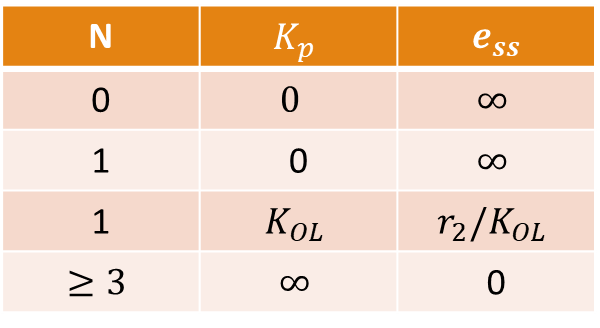 N K_p e_ss
0 0 ∞
1 0 ∞
1 K_OL r_2/K_OL
≥ 3 ∞ 0